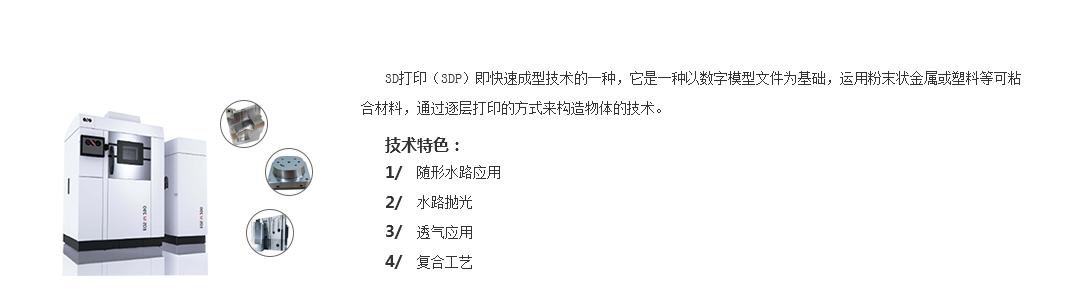 3D打印（3DP）即快速成型技术的一种，它是一种以数字模型文件为基础，运用粉末状金属或塑料等可粘
合材料，通过逐层打印的方式来构造物体的技术。
技术特色：
1/ 随形水路应用
2/ 水路抛光
3/ 透气应用
4/ 复合工艺